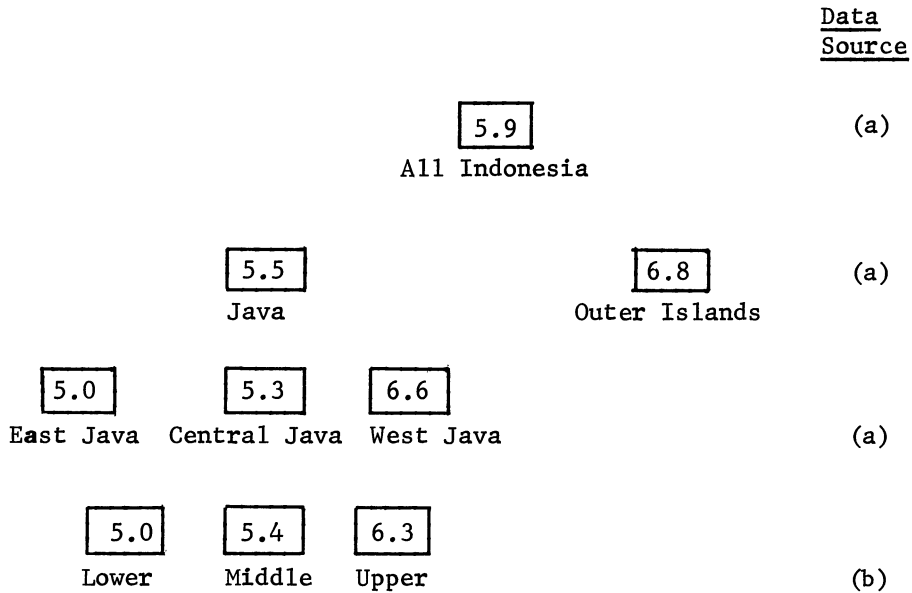 Data
Source
5.9 (a)
All Indonesia
5.5 6.8 (a)
Java Outer Islands
5.0 5.3 6.6
East Java Central Java West Java (a)
5.0 5.4 6.3
Lower Middle Upper (b)